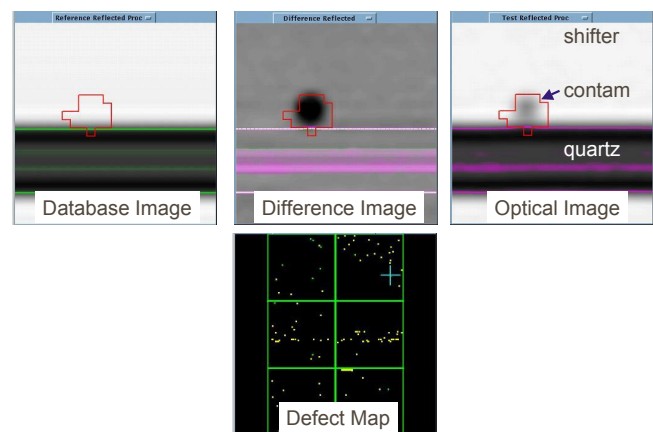 Reference Reflected Proc
Difference Reflected
Test Reflected Proc
shifter
contam
quartz
Database Image
Difference Image
Optical Image
Defect Map